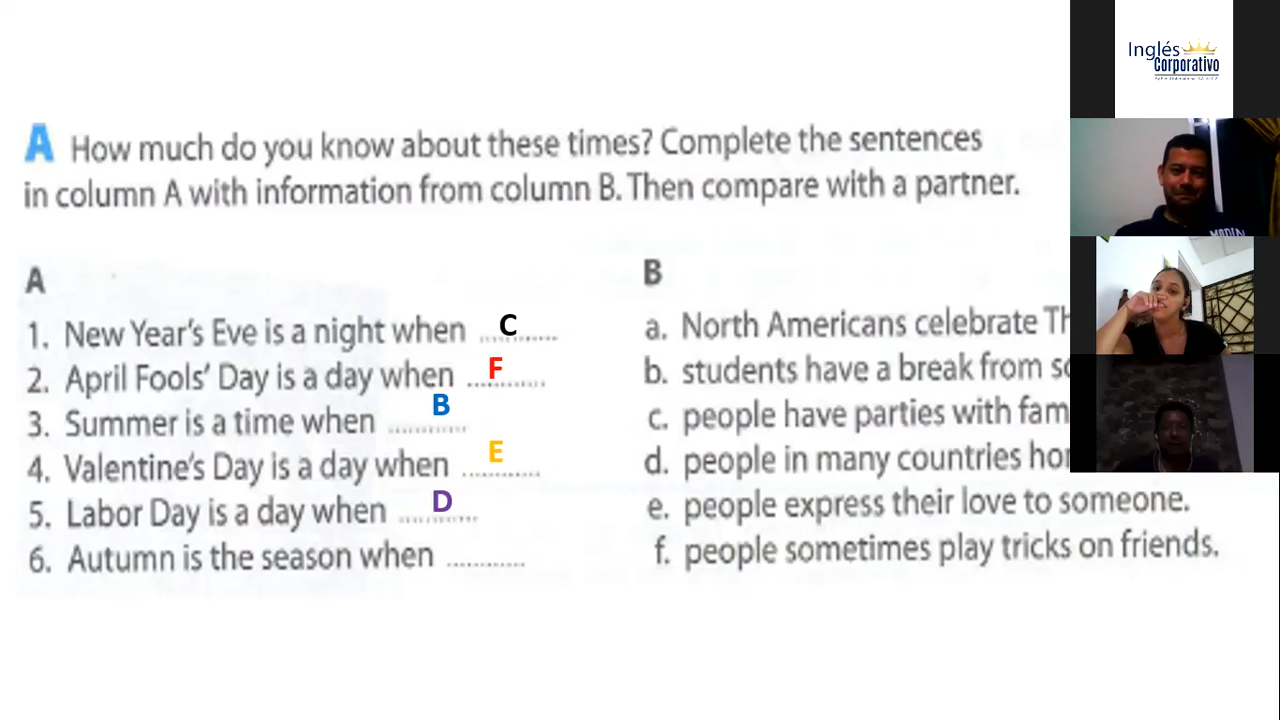 Inglés
Corporativo
A How much do you know about these times? Complete the sentences
in column A with information from column B. Then compare with a partner.
A
1. New Year's Eve is a night when ............ C
2. April Fools' Day is a day when ............ F
3. Summer is a time when ............ B
4. Valentine's Day is a day when ............ E
5. Labor Day is a day when ............ D
6. Autumn is the season when ............
B
a. North Americans celebrate
b. students have a break from
c. people have parties with
d. people in many countries
e. people express their love to someone.
f. people sometimes play tricks on friends.